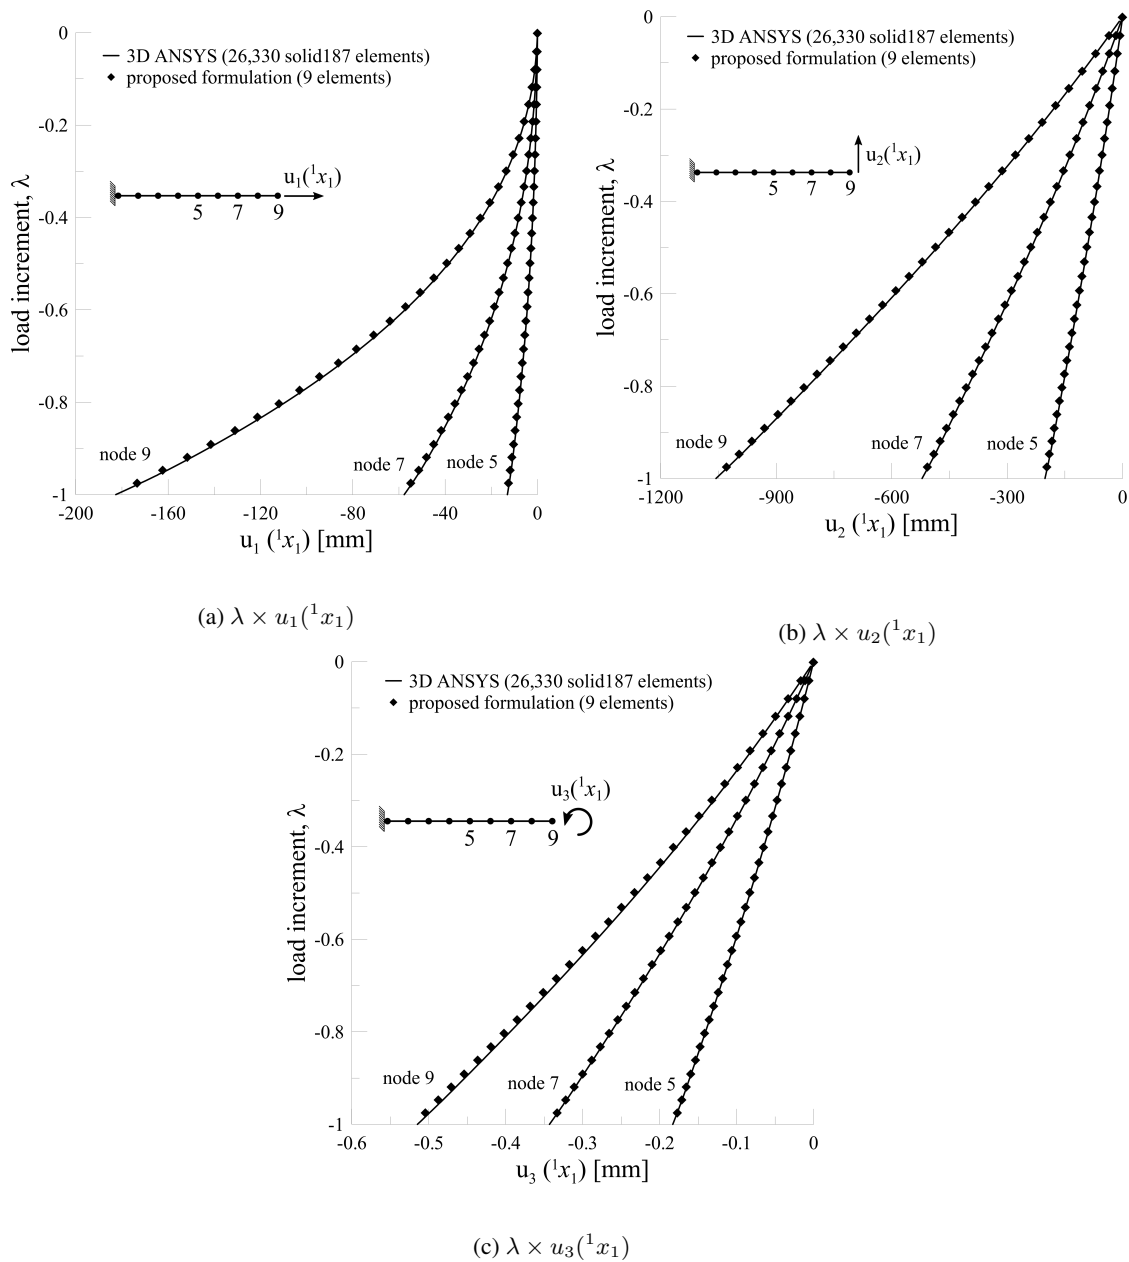 0
-0.2
-0.4
-0.6
-0.8
-1
load increment, λ
3D ANSYS (26,330 solid187 elements)
proposed formulation (9 elements)
u₁(¹x₁)
5 7 9
node 9
node 7
node 5
-200 -160 -120 -80 -40 0
u₁ (¹x₁) [mm]
(a) λ × u₁(¹x₁)
0
-0.2
-0.4
-0.6
-0.8
-1
load increment, λ
3D ANSYS (26,330 solid187 elements)
proposed formulation (9 elements)
u₂(¹x₁)
5 7 9
node 9
node 7
node 5
-1200 -900 -600 -300 0
u₂ (¹x₁) [mm]
(b) λ × u₂(¹x₁)
0
-0.2
-0.4
-0.6
-0.8
-1
load increment, λ
3D ANSYS (26,330 solid187 elements)
proposed formulation (9 elements)
u₃(¹x₁)
5 7 9
node 9
node 7
node 5
-0.6 -0.5 -0.4 -0.3 -0.2 -0.1 0
u₃ (¹x₁) [mm]
(c) λ × u₃(¹x₁)